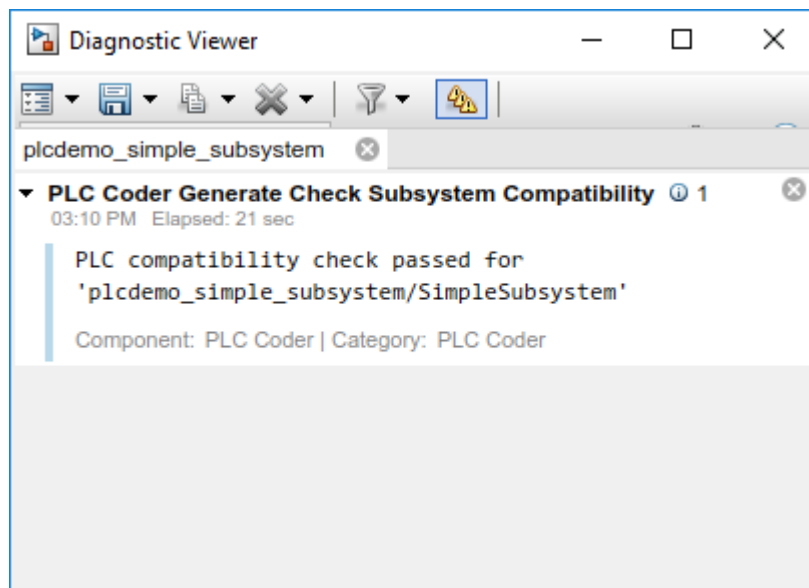 Diagnostic Viewer
plcdemo_simple_subsystem
PLC Coder Generate Check Subsystem Compatibility 1
03:10 PM Elapsed: 21 sec
PLC compatibility check passed for
'plcdemo_simple_subsystem/SimpleSubsystem'
Component: PLC Coder | Category: PLC Coder